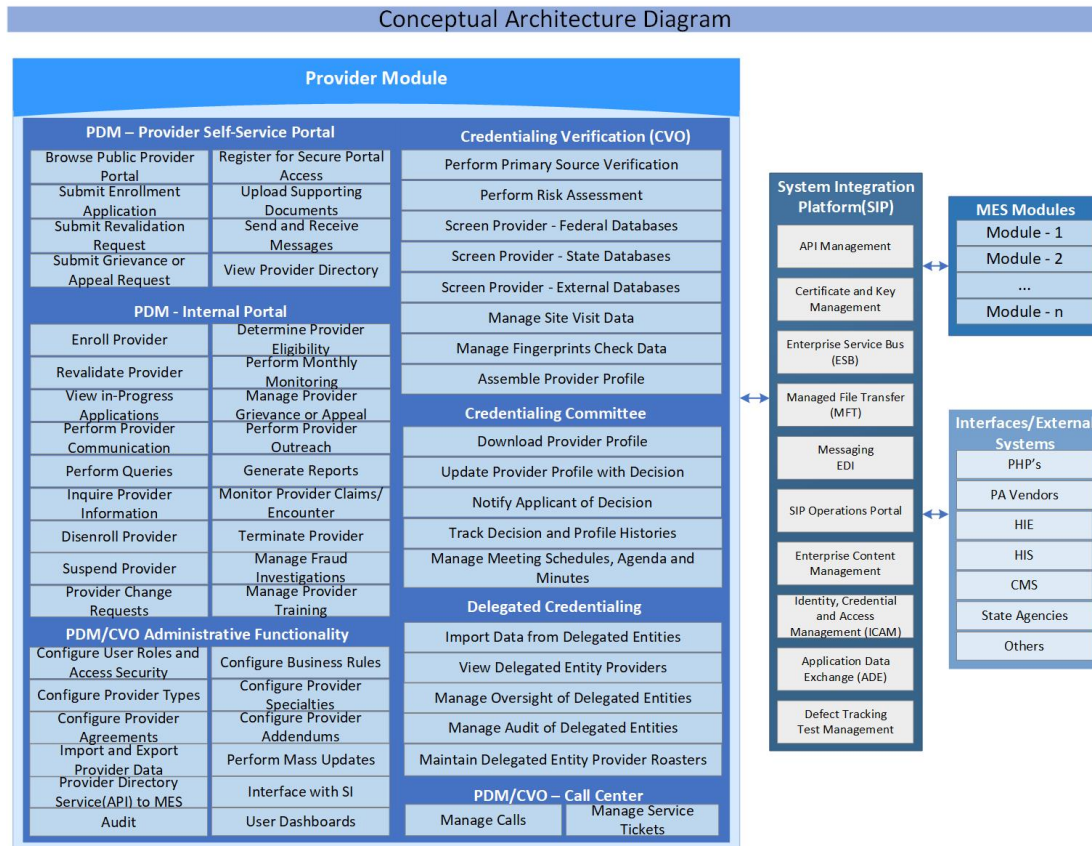 Conceptual Architecture Diagram
Provider Module
PDM – Provider Self-Service Portal
Browse Public Provider
Portal
Register for Secure Portal
Access
Submit Enrollment
Application
Upload Supporting
Documents
Submit Revalidation
Request
Send and Receive
Messages
Submit Grievance or
Appeal Request
View Provider Directory
PDM - Internal Portal
Enroll Provider
Determine Provider
Eligibility
Revalidate Provider
Perform Monthly
Monitoring
View in-Progress
Applications
Manage Provider
Grievance or Appeal
Perform Provider
Communication
Perform Provider
Outreach
Perform Queries
Generate Reports
Inquire Provider
Information
Monitor Provider Claims/
Encounter
Disenroll Provider
Terminate Provider
Suspend Provider
Manage Fraud
Investigations
Provider Change
Requests
Manage Provider
Training
PDM/CVO Administrative Functionality
Configure User Roles and
Access Security
Configure Business Rules
Configure Provider Types
Configure Provider
Specialties
Configure Provider
Agreements
Configure Provider
Addendums
Import and Export
Provider Data
Perform Mass Updates
Provider Directory
Service(API) to MES
Interface with SI
Audit
User Dashboards
Credentialing Verification (CVO)
Perform Primary Source Verification
Perform Risk Assessment
Screen Provider - Federal Databases
Screen Provider - State Databases
Screen Provider - External Databases
Manage Site Visit Data
Manage Fingerprints Check Data
Assemble Provider Profile
Credentialing Committee
Download Provider Profile
Update Provider Profile with Decision
Notify Applicant of Decision
Track Decision and Profile Histories
Manage Meeting Schedules, Agenda and
Minutes
Delegated Credentialing
Import Data from Delegated Entities
View Delegated Entity Providers
Manage Oversight of Delegated Entities
Manage Audit of Delegated Entities
Maintain Delegated Entity Provider Roasters
PDM/CVO – Call Center
Manage Calls
Manage Service
Tickets
System Integration
Platform(SIP)
API Management
Certificate and Key
Management
Enterprise Service Bus
(ESB)
Managed File Transfer
(MFT)
Messaging
EDI
SIP Operations Portal
Enterprise Content
Management
Identity, Credential
and Access
Management (ICAM)
Application Data
Exchange (ADE)
Defect Tracking
Test Management
MES Modules
Module - 1
Module - 2
...
Module - n
Interfaces/External
Systems
PHP's
PA Vendors
HIE
HIS
CMS
State Agencies
Others